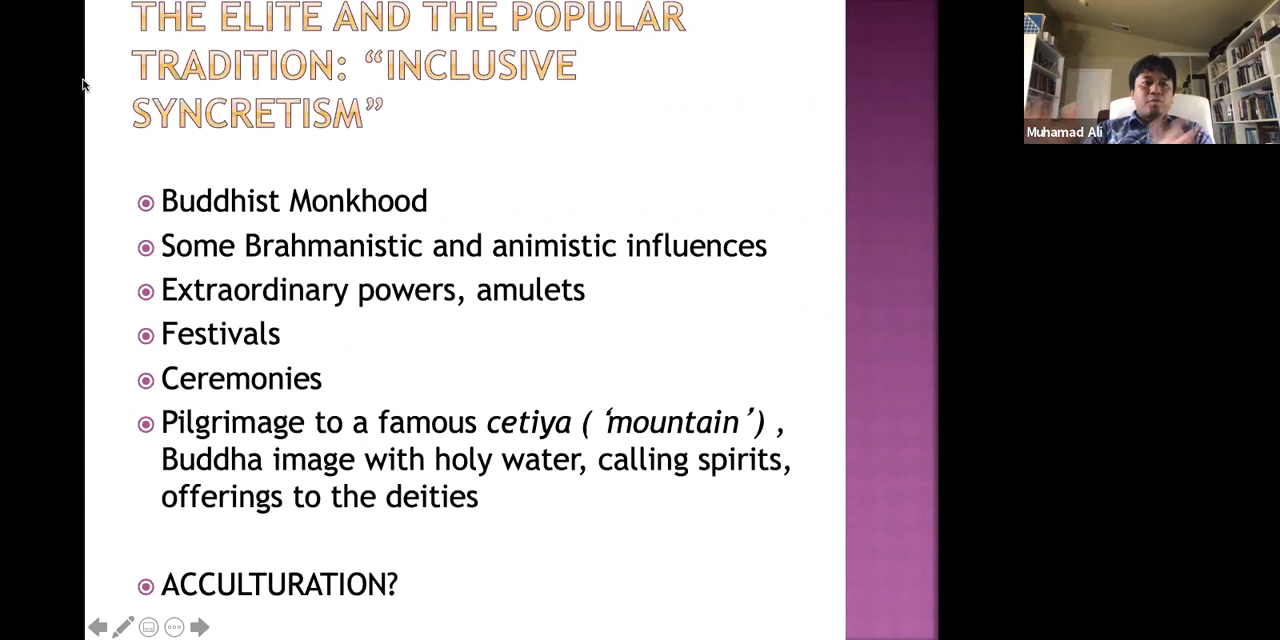 THE ELITE AND THE POPULAR
TRADITION: “INCLUSIVE
SYNCRETISM”
Buddhist Monkhood
Some Brahmanistic and animistic influences
Extraordinary powers, amulets
Festivals
Ceremonies
Pilgrimage to a famous cetiya ( ‘mountain’) ,
Buddha image with holy water, calling spirits,
offerings to the deities
ACCULTURATION?
Muhamad Ali